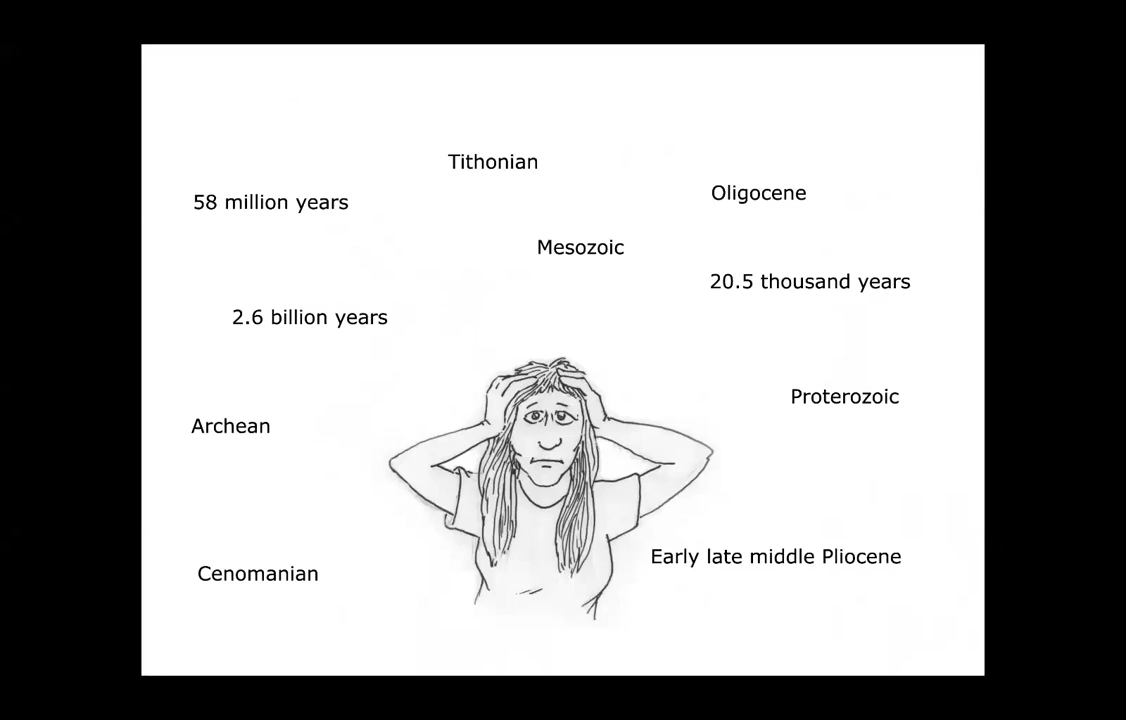 Tithonian
Oligocene
58 million years
Mesozoic
20.5 thousand years
2.6 billion years
Proterozoic
Archean
Early late middle Pliocene
Cenomanian